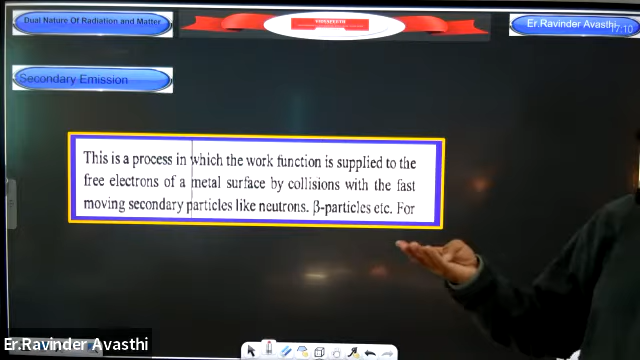 Dual Nature Of Radiation and Matter
Er.Ravinder Avasthi
17:10
Secondary Emission
This is a process in which the work function is supplied to the
free electrons of a metal surface by collisions with the fast
moving secondary particles like neutrons. β-particles etc. For
Er.Ravinder Avasthi